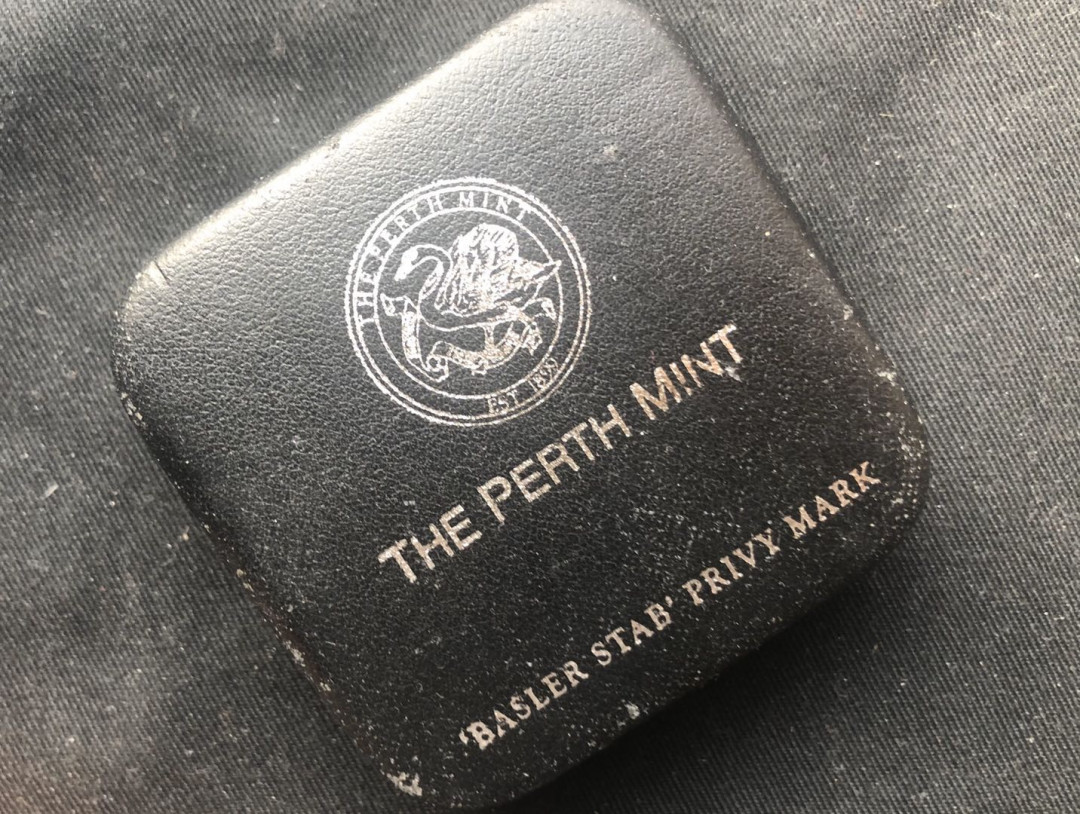 THE PERTH MINT
EST 1899
THE PERTH MINT
'BASLER STAB' PRIVY MARK